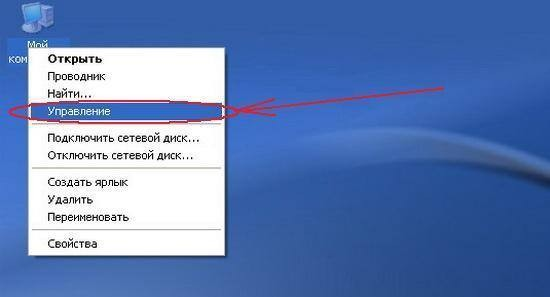 Мой
ком
Открыть
Проводник
Найти...
Управление
Подключить сетевой диск...
Отключить сетевой диск...
Создать ярлык
Удалить
Переименовать
Свойства